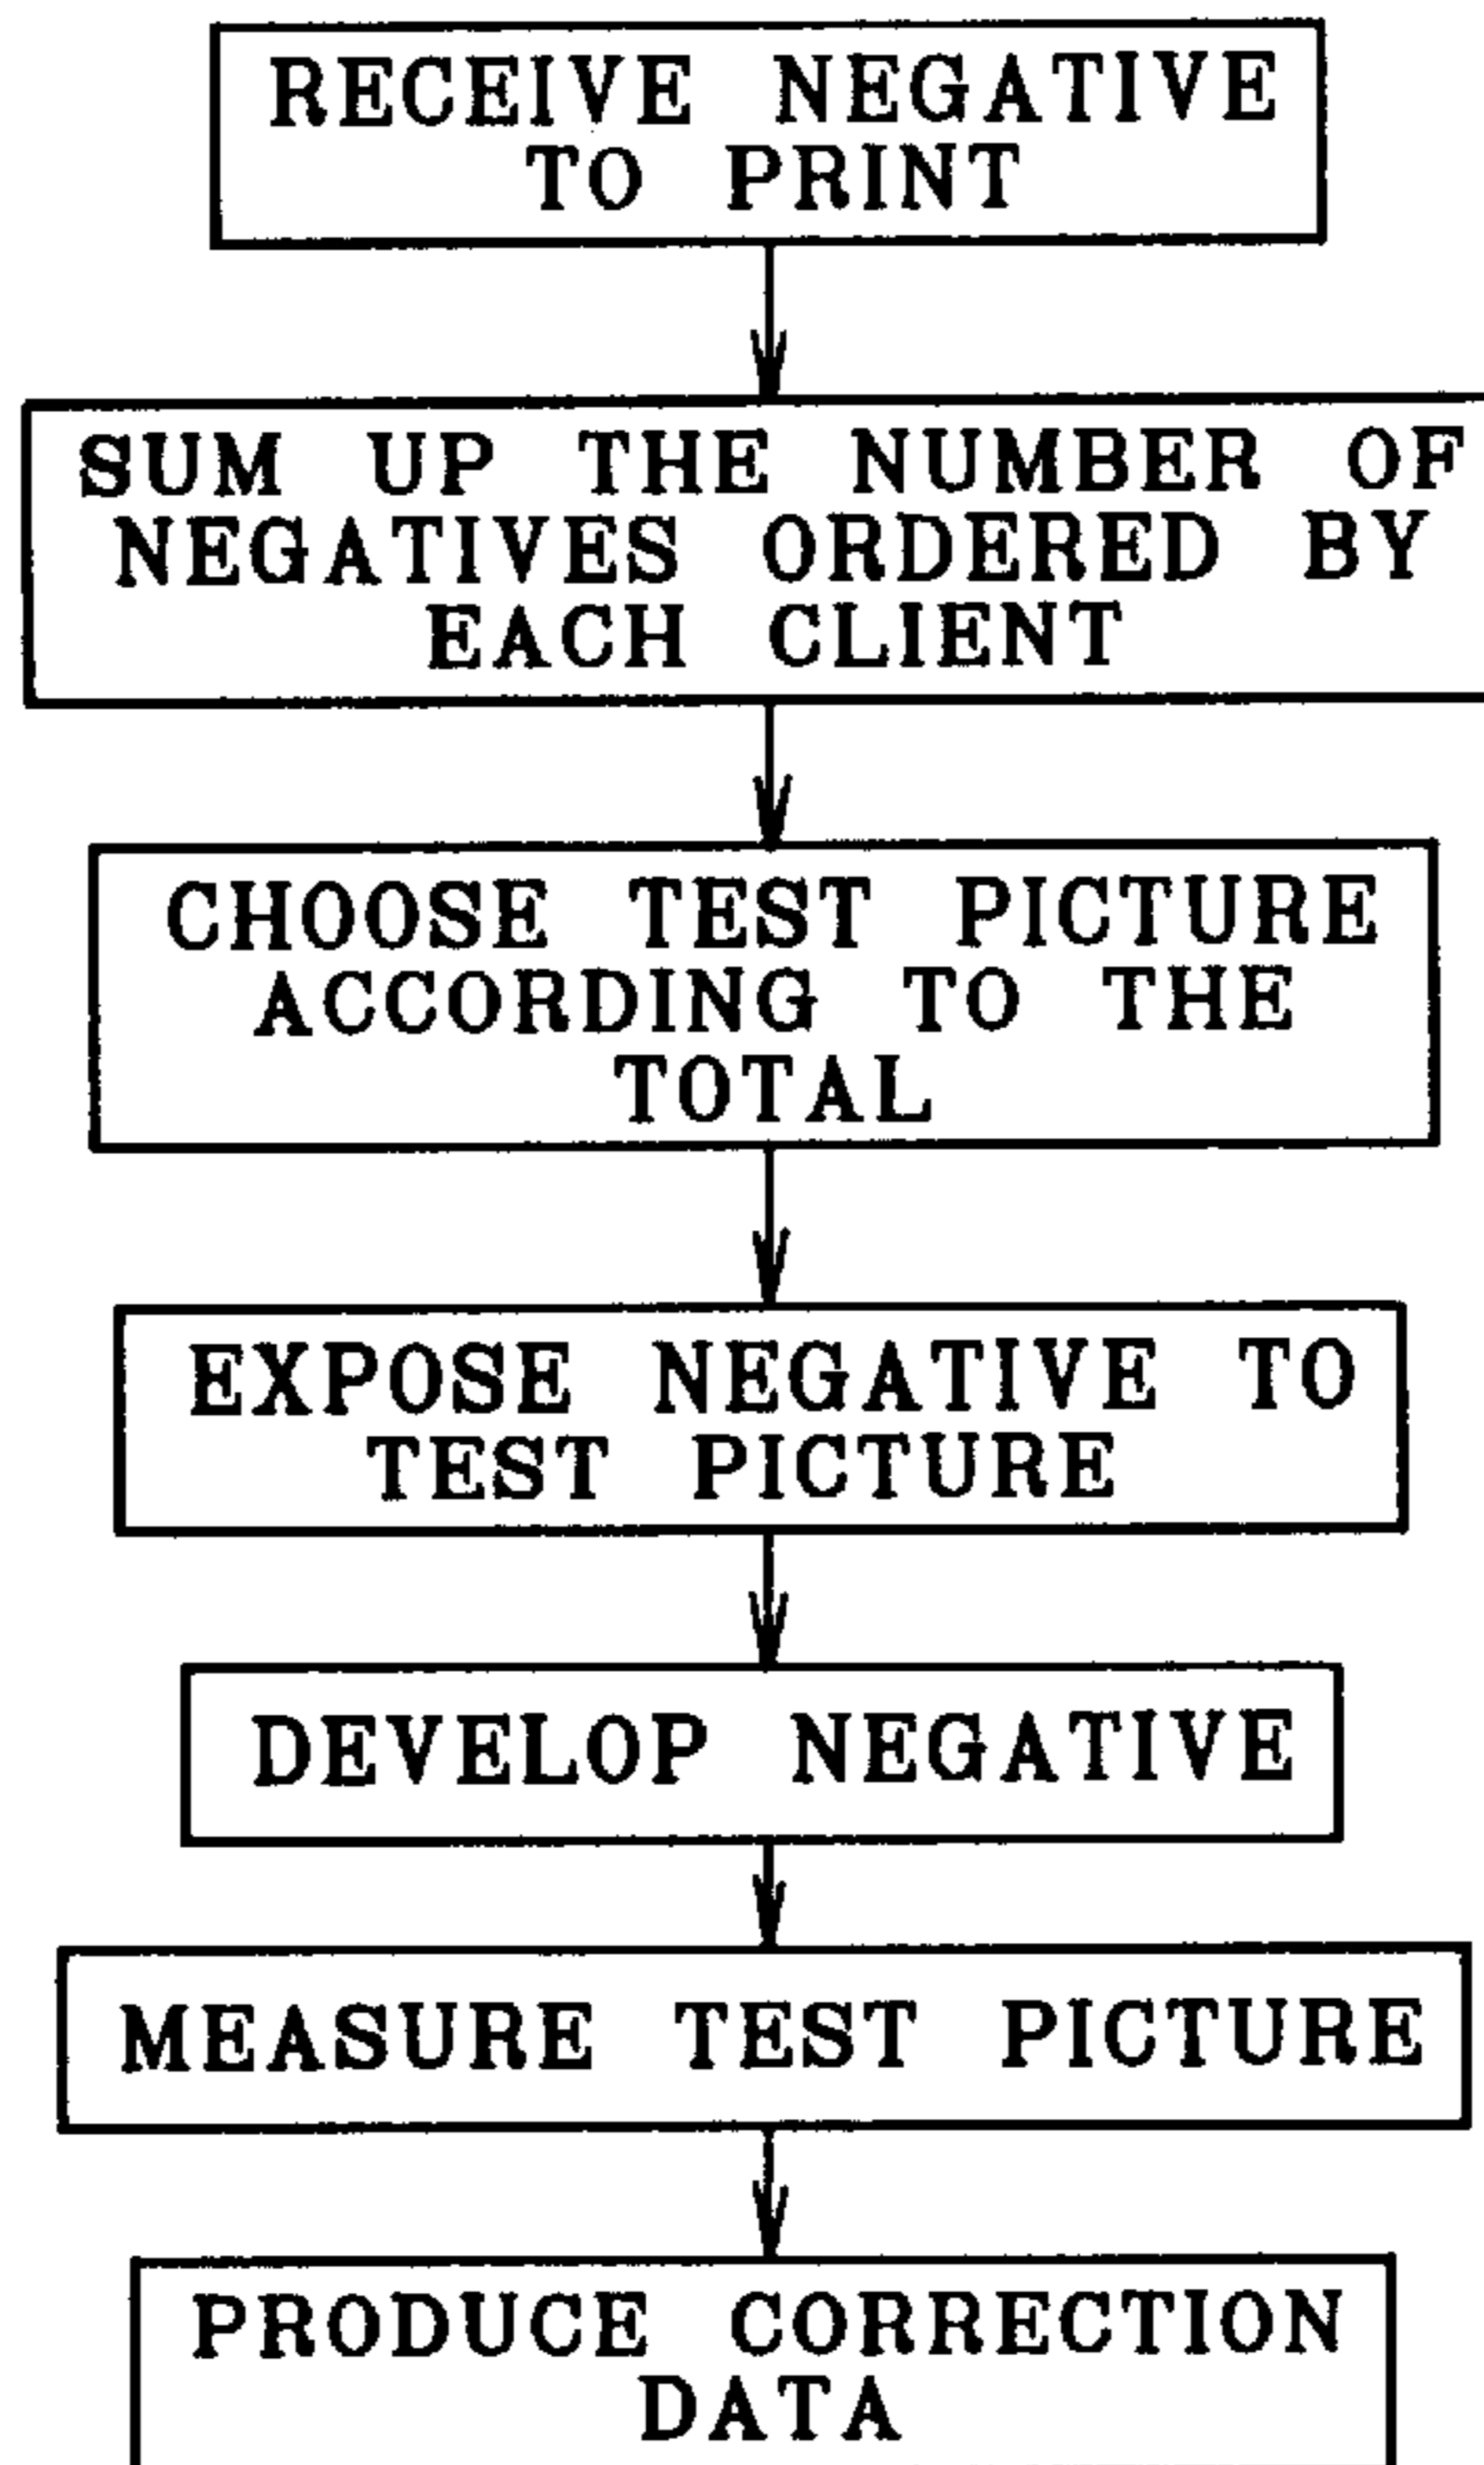 RECEIVE NEGATIVE
TO PRINT
SUM UP THE NUMBER OF
NEGATIVES ORDERED BY
EACH CLIENT
CHOOSE TEST PICTURE
ACCORDING TO THE
TOTAL
EXPOSE NEGATIVE TO
TEST PICTURE
DEVELOP NEGATIVE
MEASURE TEST PICTURE
PRODUCE CORRECTION
DATA